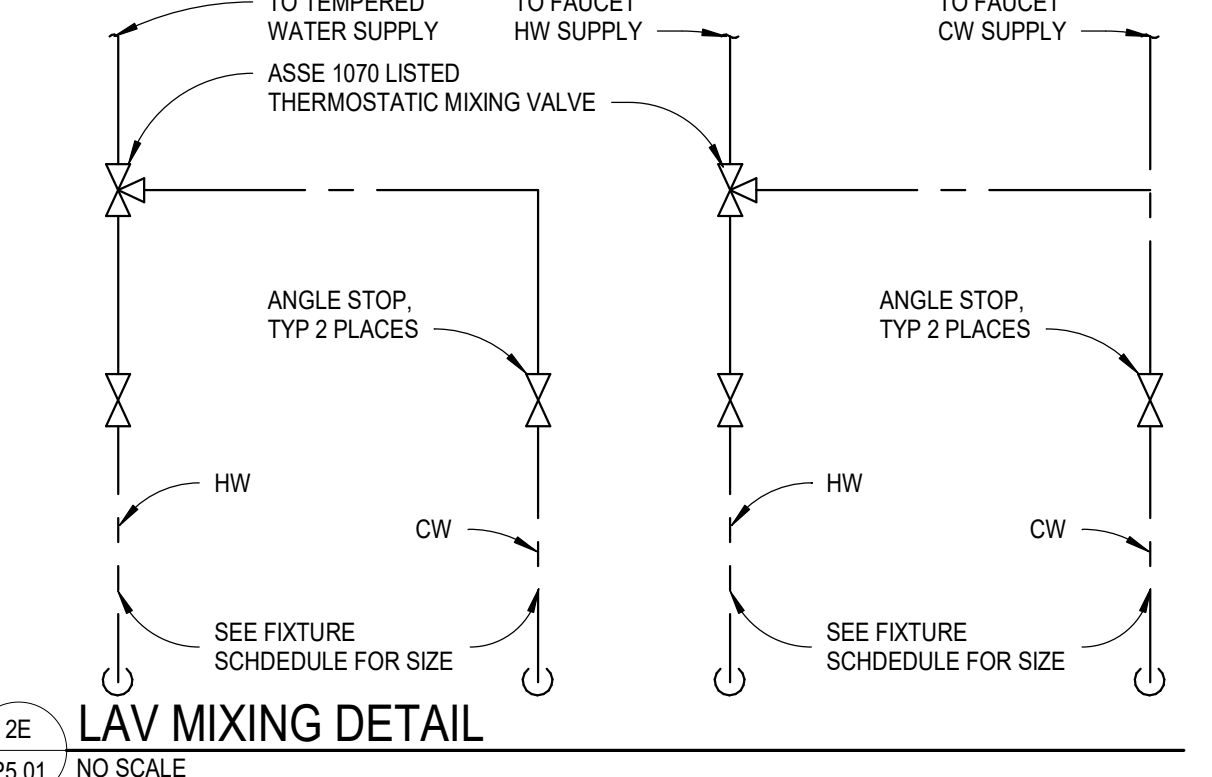 TO TEMPERED
WATER SUPPLY
TO FAUCET
HW SUPPLY
TO FAUCET
CW SUPPLY
ASSE 1070 LISTED
THERMOSTATIC MIXING VALVE
ANGLE STOP,
TYP 2 PLACES
ANGLE STOP,
TYP 2 PLACES
HW
CW
HW
CW
SEE FIXTURE
SCHDEDULE FOR SIZE
SEE FIXTURE
SCHDEDULE FOR SIZE
2E
LAV MIXING DETAIL
P5.01
NO SCALE